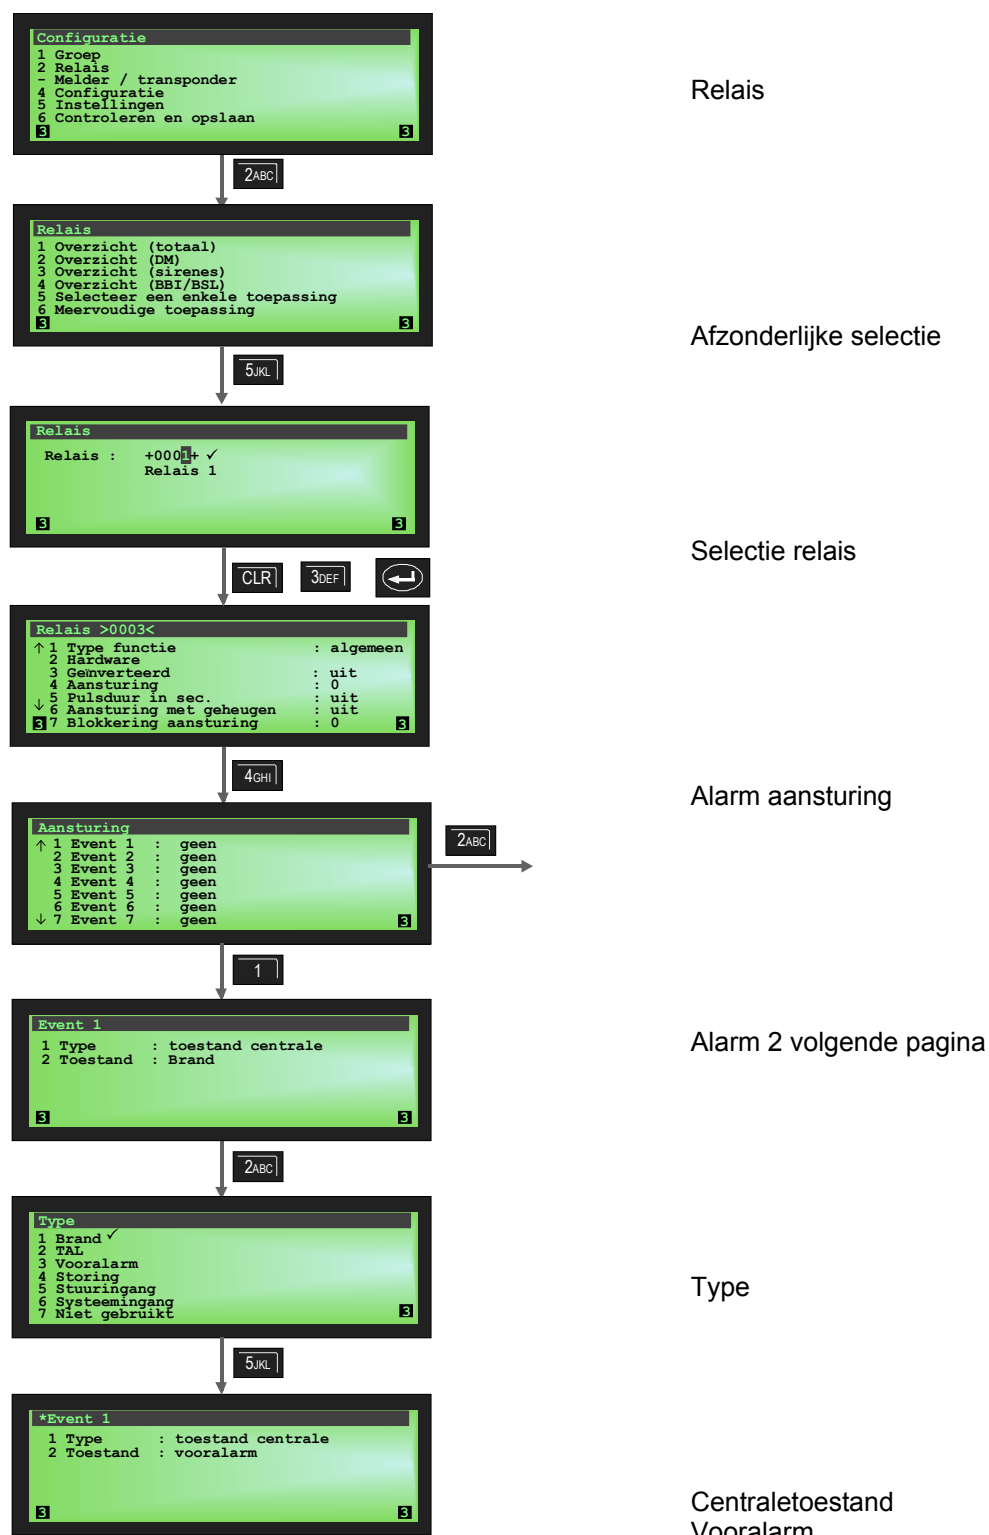 Configuratie
1 Groep
2 Relais
- Melder / transponder
4 Configuratie
5 Instellingen
6 Controleren en opslaan
3 3
Relais
2ABC
Relais
1 Overzicht (totaal)
2 Overzicht (DM)
3 Overzicht (sirenes)
4 Overzicht (BBI/BSL)
5 Selecteer een enkele toepassing
6 Meervoudige toepassing
3 3
Afzonderlijke selectie
5JKL
Relais
Relais : +0001+ ✓
Relais 1
3 3
Selectie relais
CLR 3DEF
Relais >0003<
↑ 1 Type functie : algemeen
2 Hardware
3 Geïnverteerd : uit
4 Aansturing : 0
5 Pulsduur in sec. : uit
↓ 6 Aansturing met geheugen : uit
3 7 Blokkering aansturing : 0 3
4GHI
Alarm aansturing
Aansturing
↑ 1 Event 1 : geen
2 Event 2 : geen
3 Event 3 : geen
4 Event 4 : geen
5 Event 5 : geen
6 Event 6 : geen
↓ 7 Event 7 : geen 3
2ABC
1
Event 1
1 Type : toestand centrale
2 Toestand : Brand
3 3
Alarm 2 volgende pagina
2ABC
Type
1 Brand ✓
2 TAL
3 Vooralarm
4 Storing
5 Stuuringang
6 Systeemingang
7 Niet gebruikt 3
Type
5JKL
*Event 1
1 Type : toestand centrale
2 Toestand : vooralarm
3 3
Centraletoestand
Vooralarm